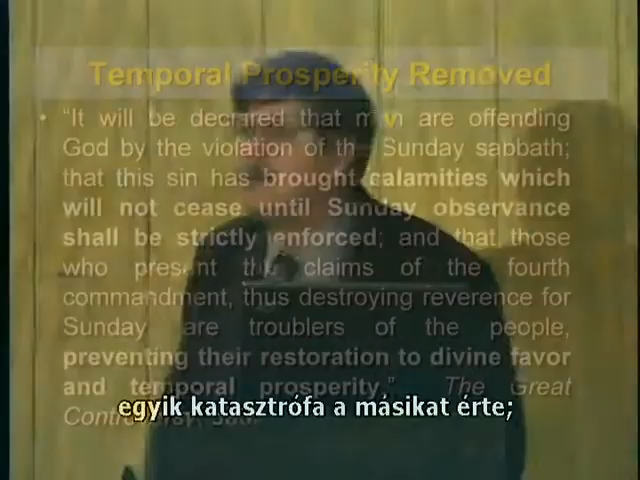 Temporal Prosperity Removed
• "It will be declared that men are offending
God by the violation of the Sunday sabbath;
that this sin has brought calamities which
will not cease until Sunday observance
shall be strictly enforced; and that those
who present the claims of the fourth
commandment, thus destroying reverence for
Sunday are troublers of the people,
preventing their restoration to divine favor
and temporal prosperity." The Great
egyik katasztrófa a másikat érte;